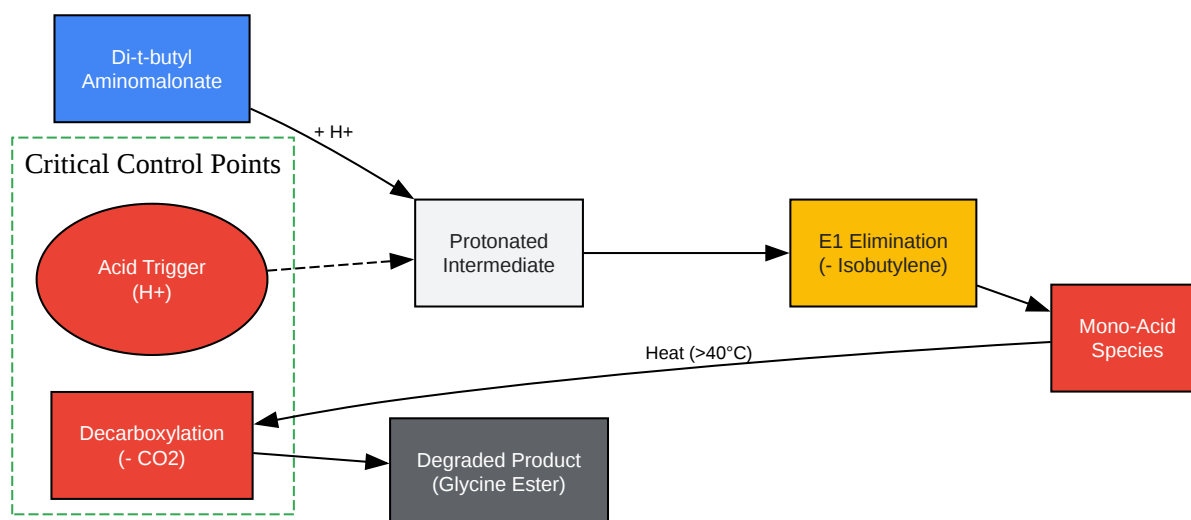 Di-t-butyl
Aminomalonate
+ H+
Critical Control Points
Acid Trigger
(H+)
Protonated
Intermediate
E1 Elimination
(- Isobutylene)
Mono-Acid
Species
Heat (>40°C)
Decarboxylation
(- CO2)
Degraded Product
(Glycine Ester)